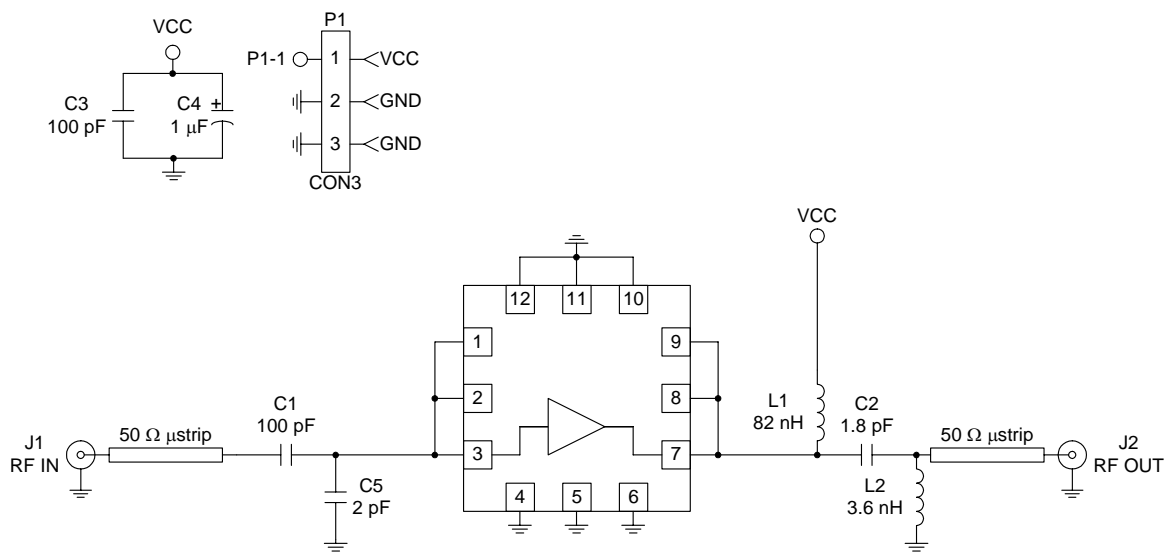 P1
VCC
P1-1
1
VCC
C3
100 pF
C4
+
1 μF
2
GND
3
GND
CON3
VCC
12
11
10
1
9
2
8
L1
82 nH
C2
1.8 pF
C1
100 pF
J1
RF IN
50 Ω μstrip
3
7
50 Ω μstrip
J2
RF OUT
C5
2 pF
4
5
6
L2
3.6 nH